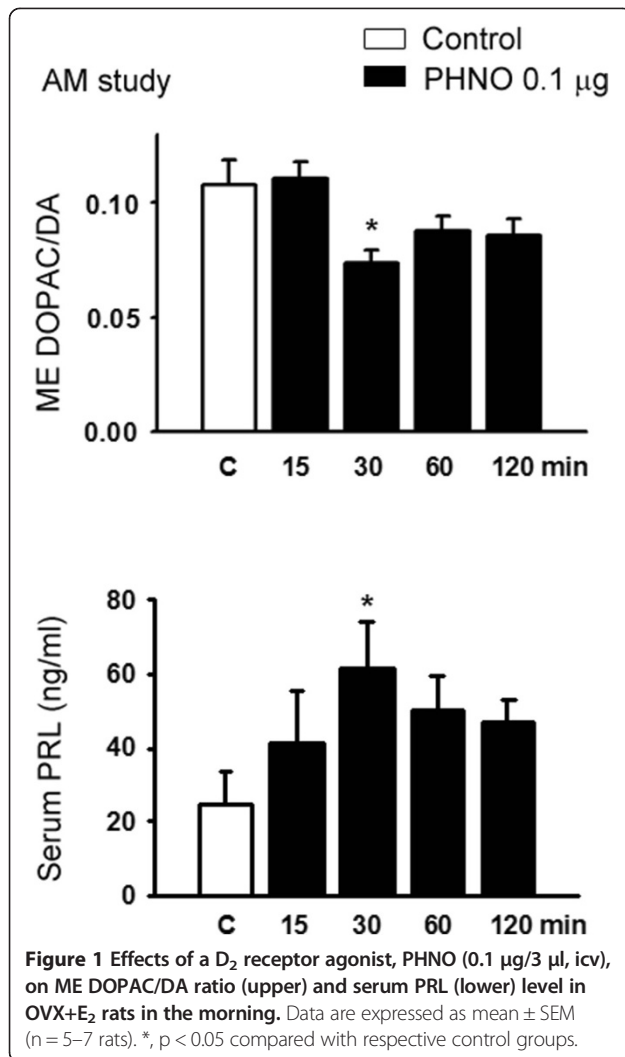 Control
AM study
PHNO 0.1 µg
ME DOPAC/DA
0.10
0.05
0.00
C 15 30 60 120 min
*
Serum PRL (ng/ml)
80
60
40
20
0
*
C 15 30 60 120 min
Figure 1 Effects of a D₂ receptor agonist, PHNO (0.1 µg/3 µl, icv),
on ME DOPAC/DA ratio (upper) and serum PRL (lower) level in
OVX+E₂ rats in the morning. Data are expressed as mean ± SEM
(n = 5–7 rats). *, p < 0.05 compared with respective control groups.